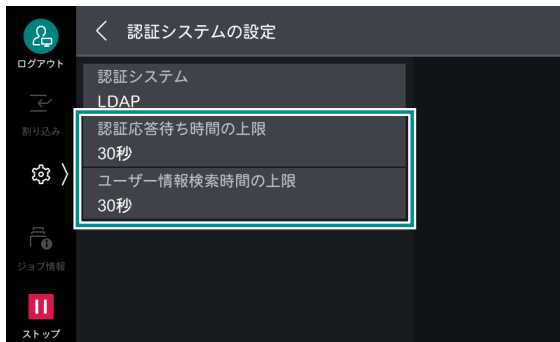 認証システムの設定
ログアウト
認証システム
LDAP
割り込み
認証応答待ち時間の上限
30秒
ユーザー情報検索時間の上限
30秒
ジョブ情報
ストップ